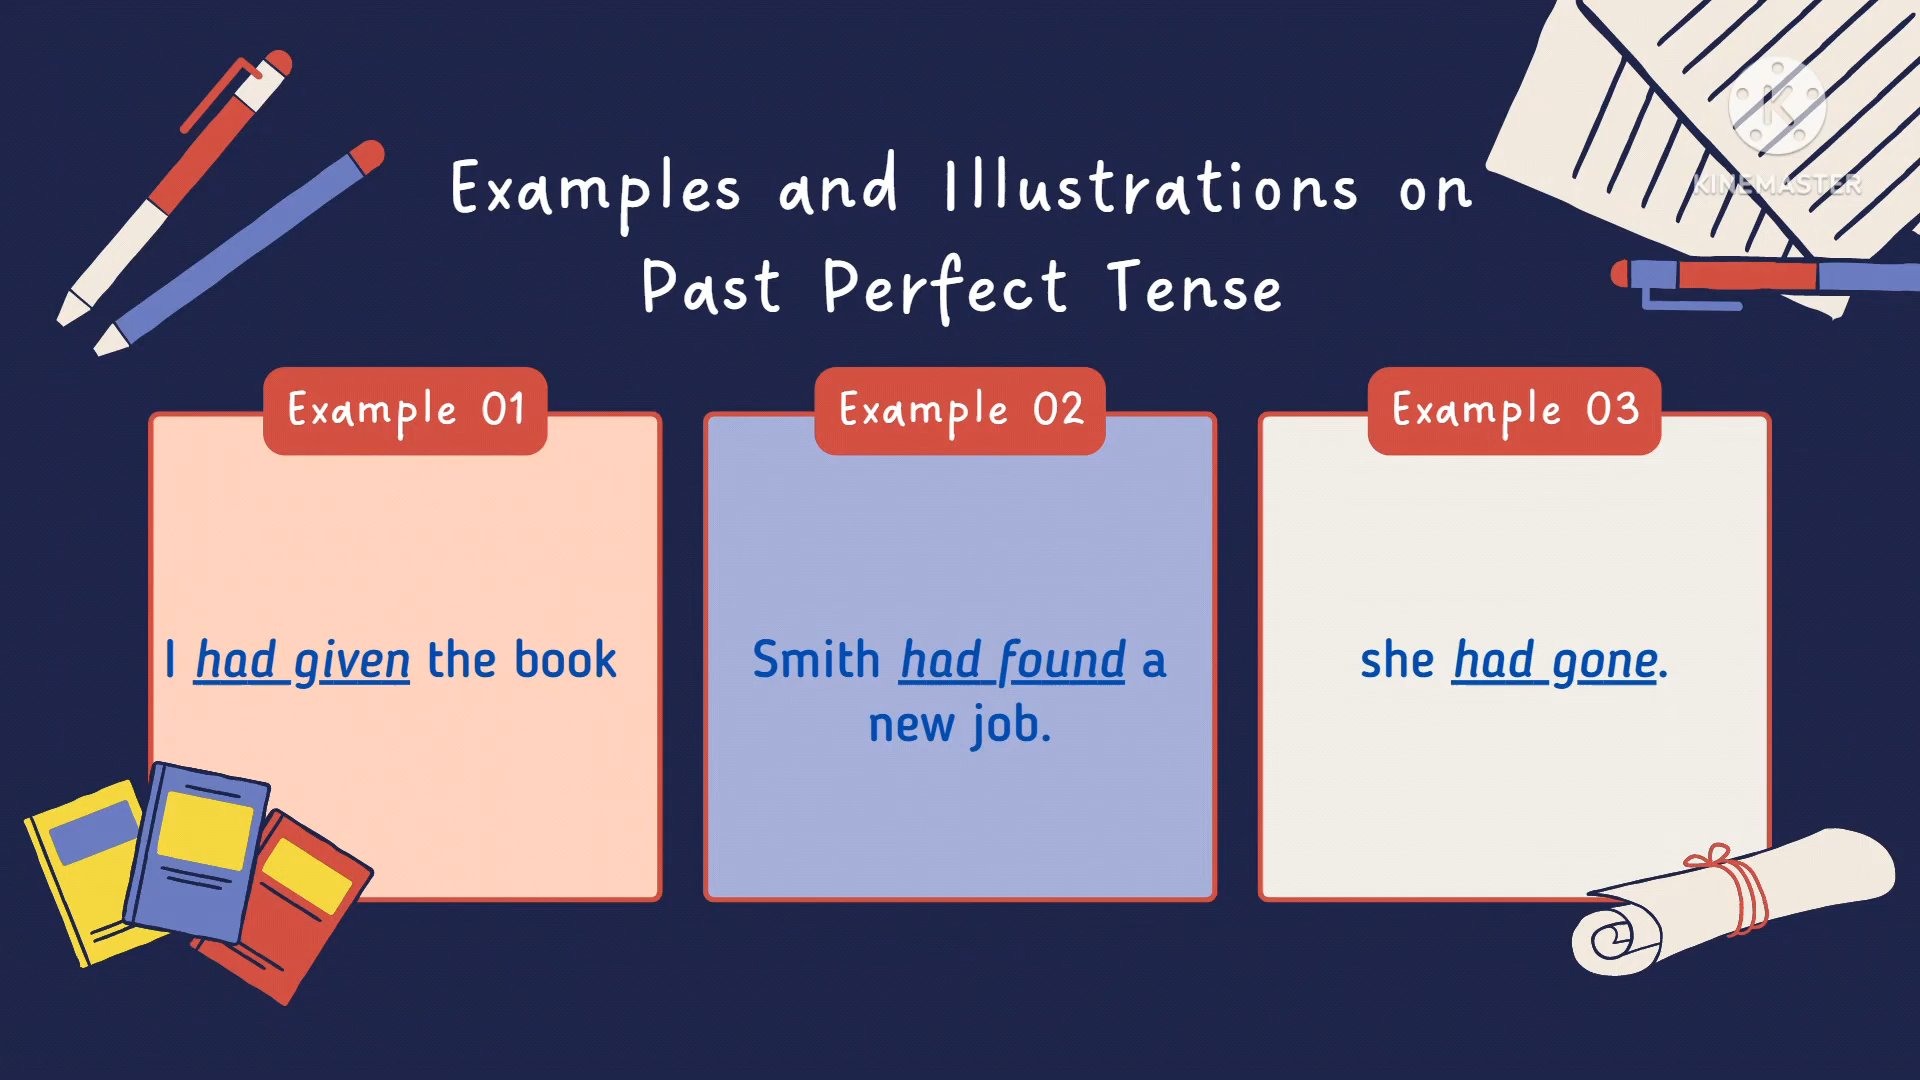 Examples and Illustrations on
Past Perfect Tense
Example 01
I had given the book
Example 02
Smith had found a
new job.
Example 03
she had gone.
K
KINEMASTER